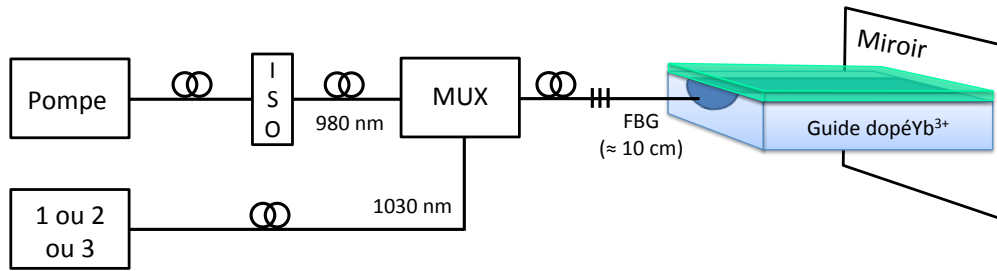 Pompe
I
S
O
980 nm
MUX
FBG
(≈ 10 cm)
Miroir
Guide dopéYb³⁺
1 ou 2
ou 3
1030 nm